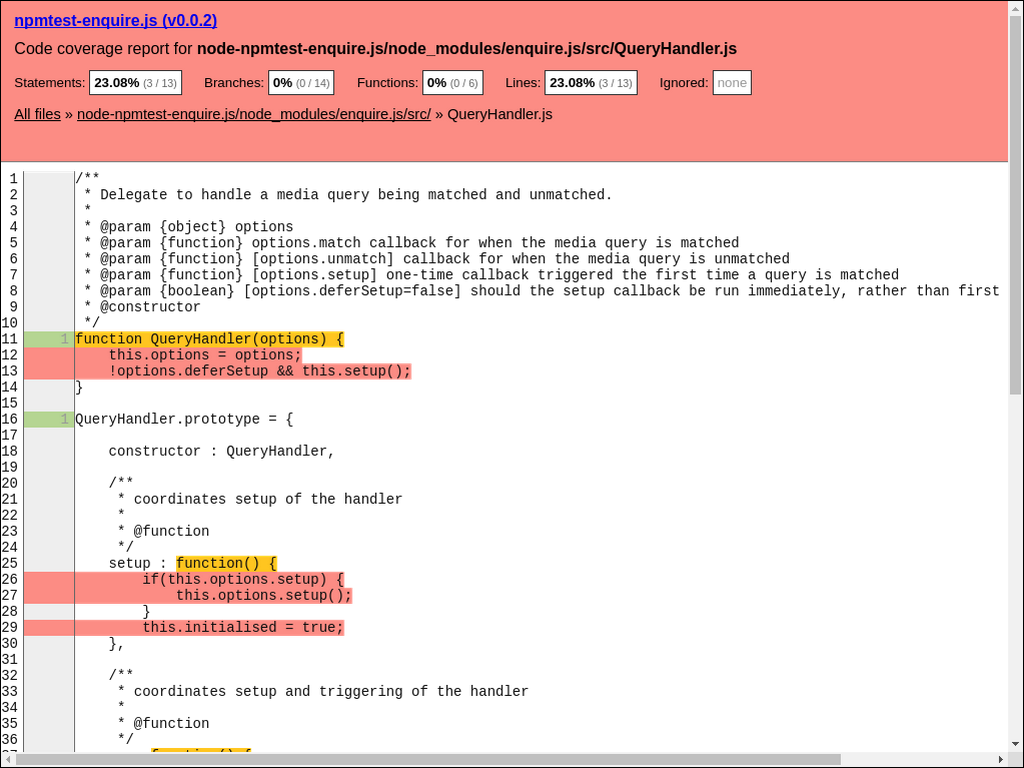 npmtest-enquire.js (v0.0.2)
Code coverage report for node-npmtest-enquire.js/node_modules/enquire.js/src/QueryHandler.js
Statements: 23.08% (3 / 13) Branches: 0% (0 / 14) Functions: 0% (0 / 6) Lines: 23.08% (3 / 13) Ignored: none
All files » node-npmtest-enquire.js/node_modules/enquire.js/src/ » QueryHandler.js
1 /**
2  * Delegate to handle a media query being matched and unmatched.
3  *
4  * @param {object} options
5  * @param {function} options.match callback for when the media query is matched
6  * @param {function} [options.unmatch] callback for when the media query is unmatched
7  * @param {function} [options.setup] one-time callback triggered the first time a query is matched
8  * @param {boolean} [options.deferSetup=false] should the setup callback be run immediately, rather than first
9  * @constructor
10  */
11 1 function QueryHandler(options) {
12     this.options = options;
13     !options.deferSetup && this.setup();
14 }
15
16 1 QueryHandler.prototype = {
17
18     constructor : QueryHandler,
19
20     /**
21      * coordinates setup of the handler
22      *
23      * @function
24      */
25     setup : function() {
26         if(this.options.setup) {
27             this.options.setup();
28         }
29         this.initialised = true;
30     },
31
32     /**
33      * coordinates setup and triggering of the handler
34      *
35      * @function
36      */